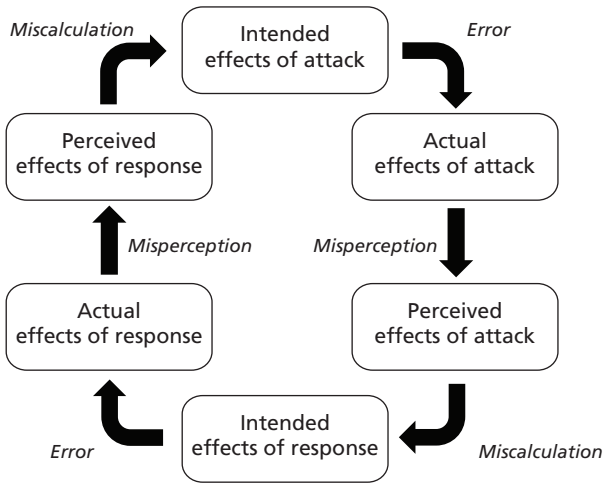 Miscalculation
Intended
effects of attack
Error
Perceived
effects of response
Actual
effects of attack
Misperception
Misperception
Actual
effects of response
Perceived
effects of attack
Intended
effects of response
Error
Miscalculation